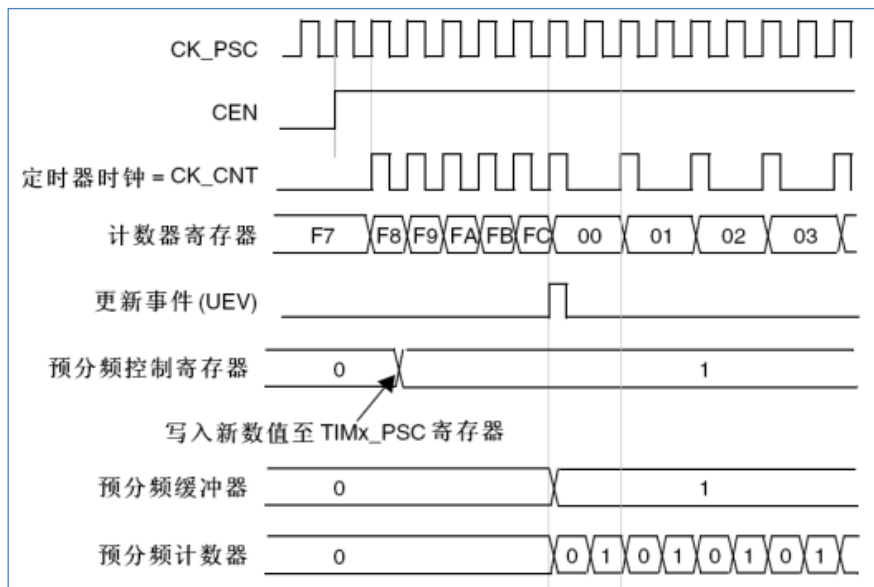 CK_PSC
CEN
定时器时钟 = CK_CNT
计数器寄存器 F7 F8 F9 FA FB FC 00 01 02 03
更新事件(UEV)
预分频控制寄存器 0 1
写入新数值至 TIMx_PSC 寄存器
预分频缓冲器 0 1
预分频计数器 0 0 1 0 1 0 1 0 1